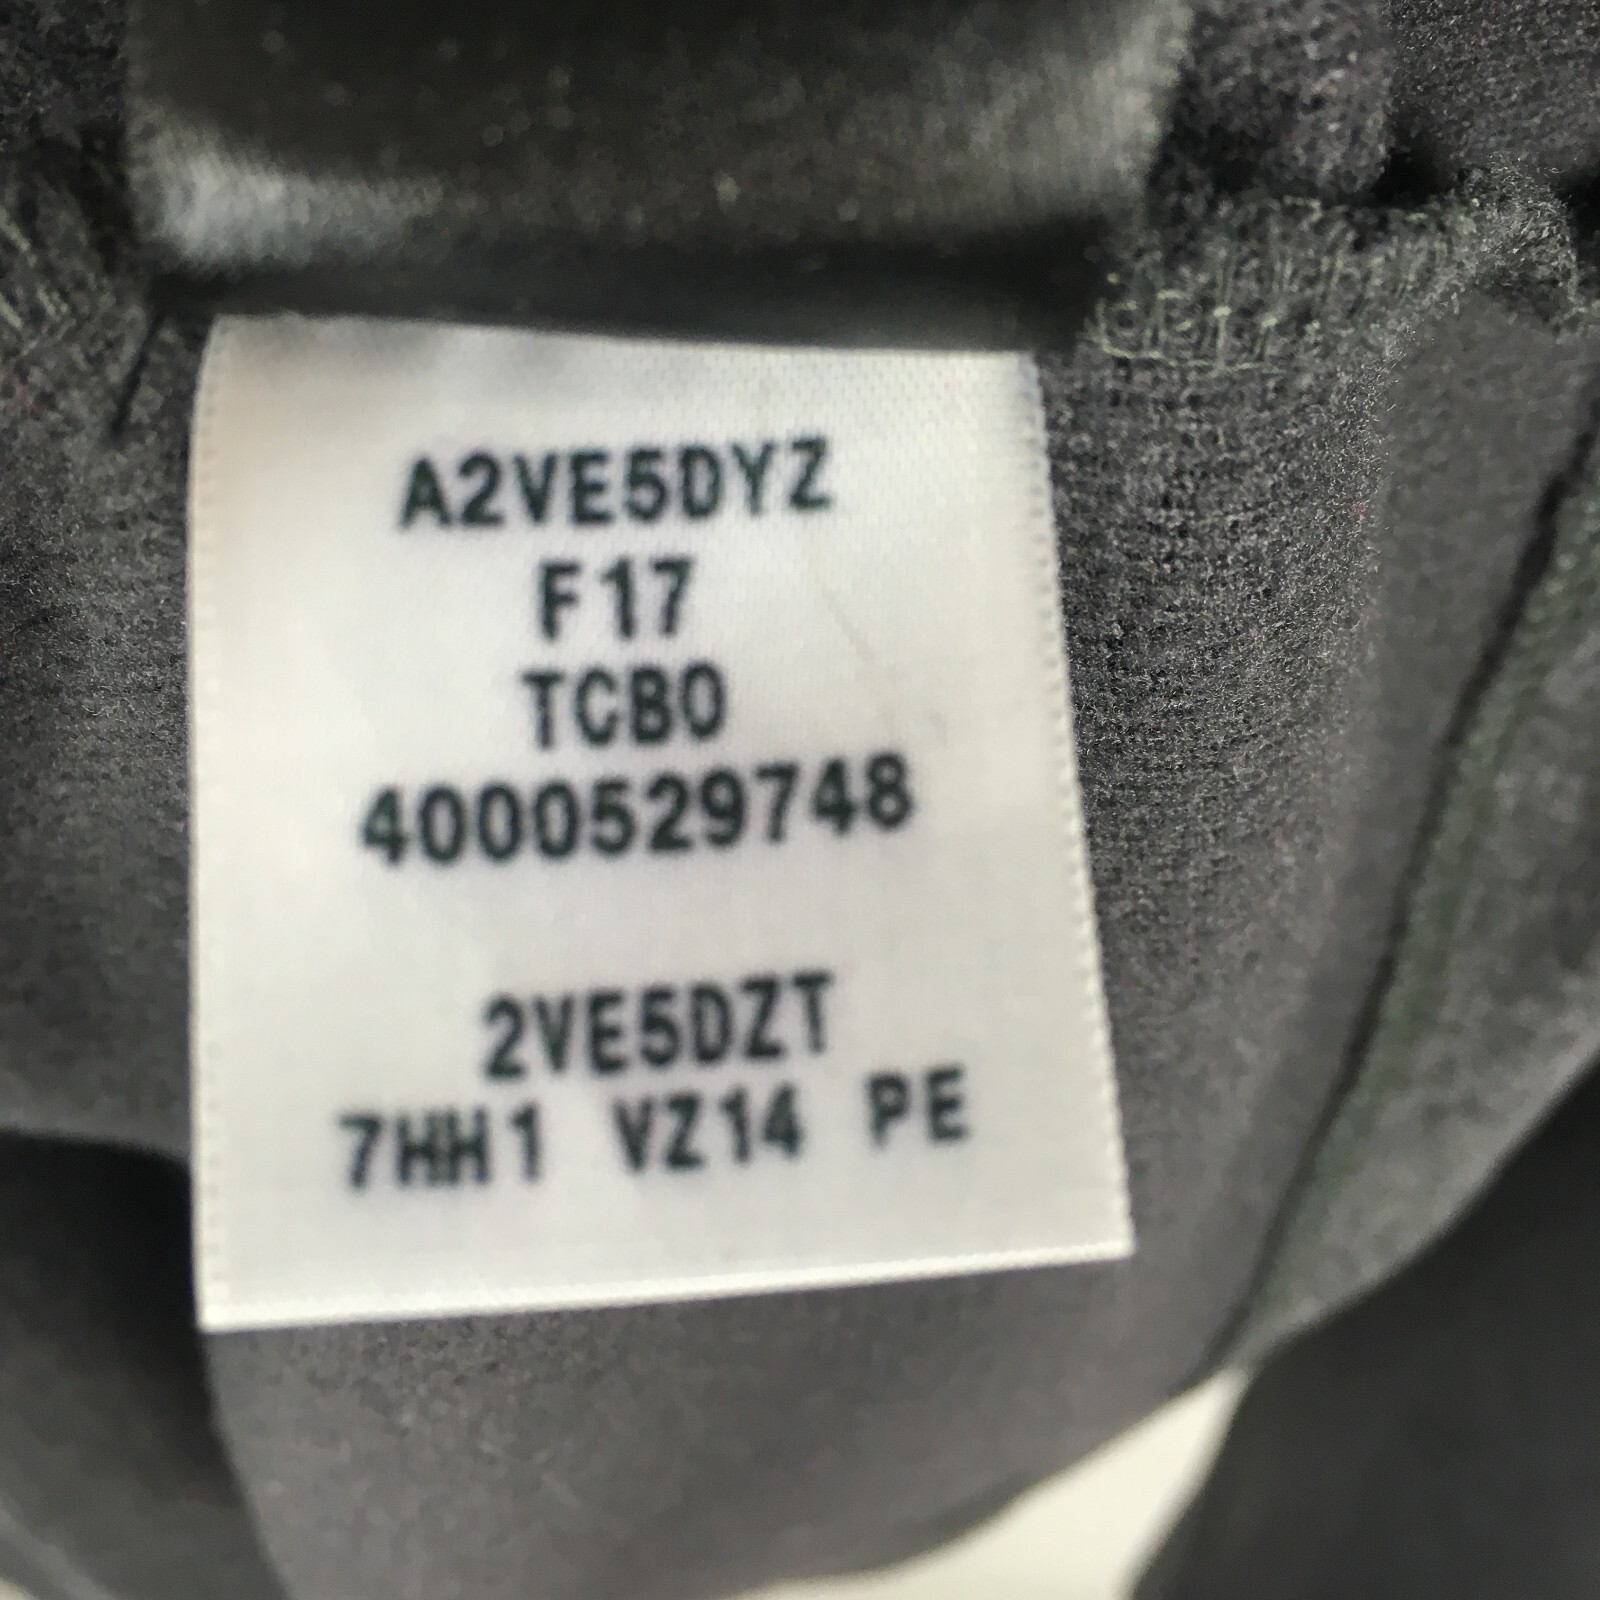 A2VE5DYZ
F17
TCBO
4000529748
2VE5DZT
7HH1 VZ14 PE